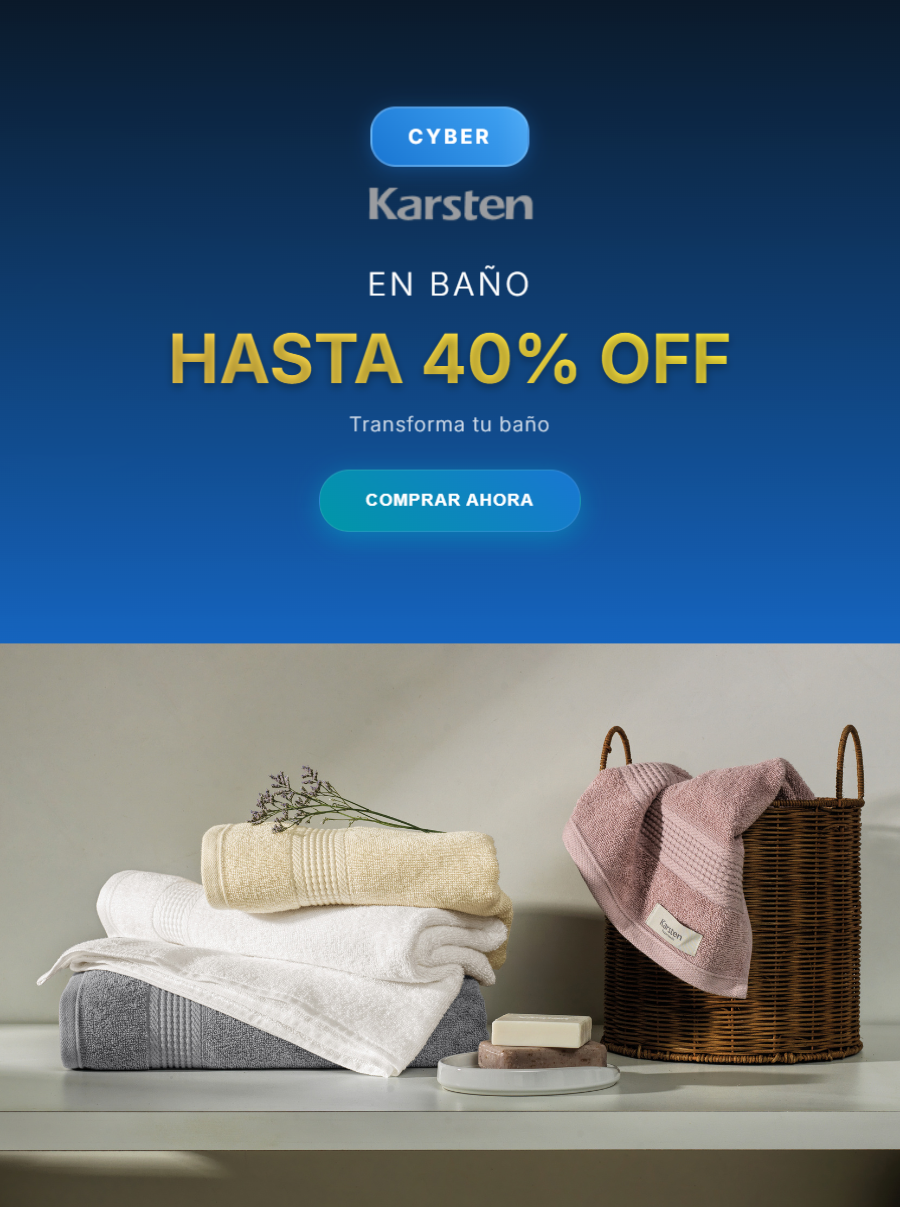 CYBER
Karsten
EN BAÑO
HASTA 40% OFF
Transforma tu baño
COMPRAR AHORA
Karsten